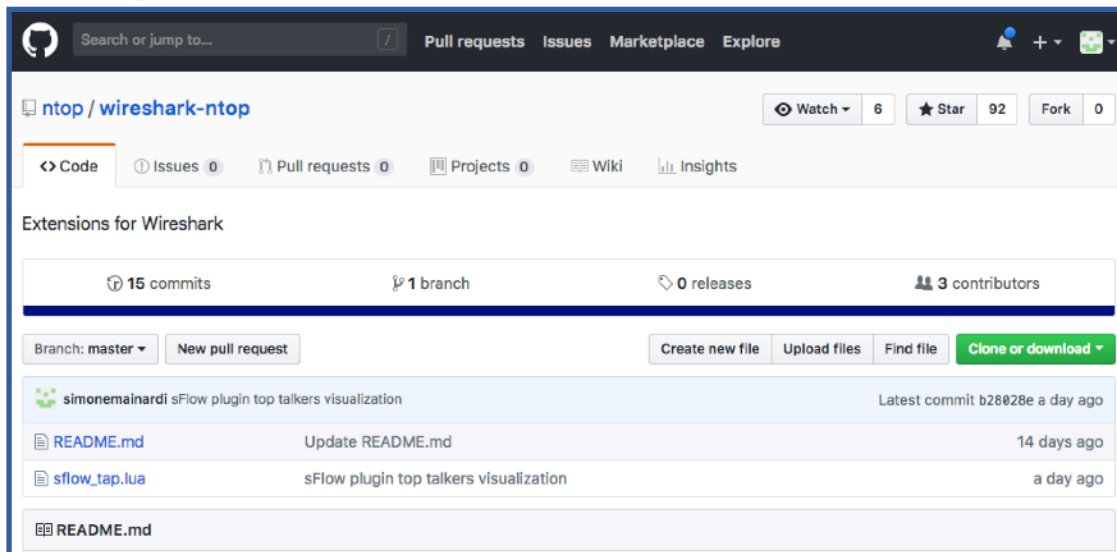 Search or jump to... / Pull requests Issues Marketplace Explore
ntop / wireshark-ntop Watch 6 Star 92 Fork 0
<> Code Issues 0 Pull requests 0 Projects 0 Wiki Insights
Extensions for Wireshark
15 commits 1 branch 0 releases 3 contributors
Branch: master New pull request Create new file Upload files Find file Clone or download
simonemainardi sFlow plugin top talkers visualization Latest commit b28028e a day ago
README.md Update README.md 14 days ago
sflow_tap.lua sFlow plugin top talkers visualization a day ago
README.md